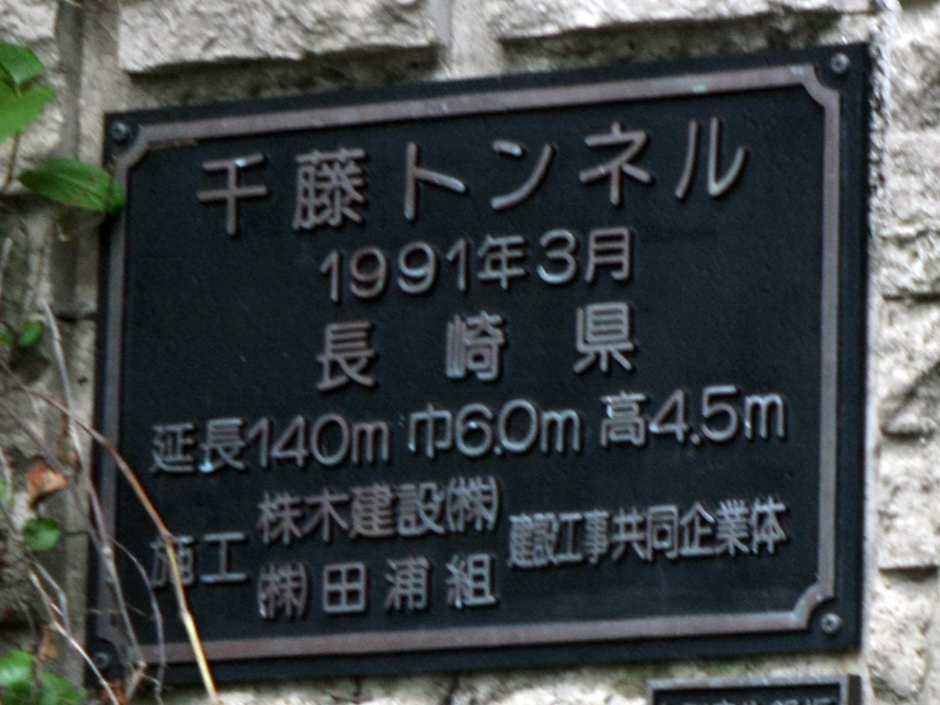 干藤トンネル
1991年3月
長崎県
延長140m 巾6.0m 高4.5m
施工 株木建設㈱
㈱田浦組
建設工事共同企業体